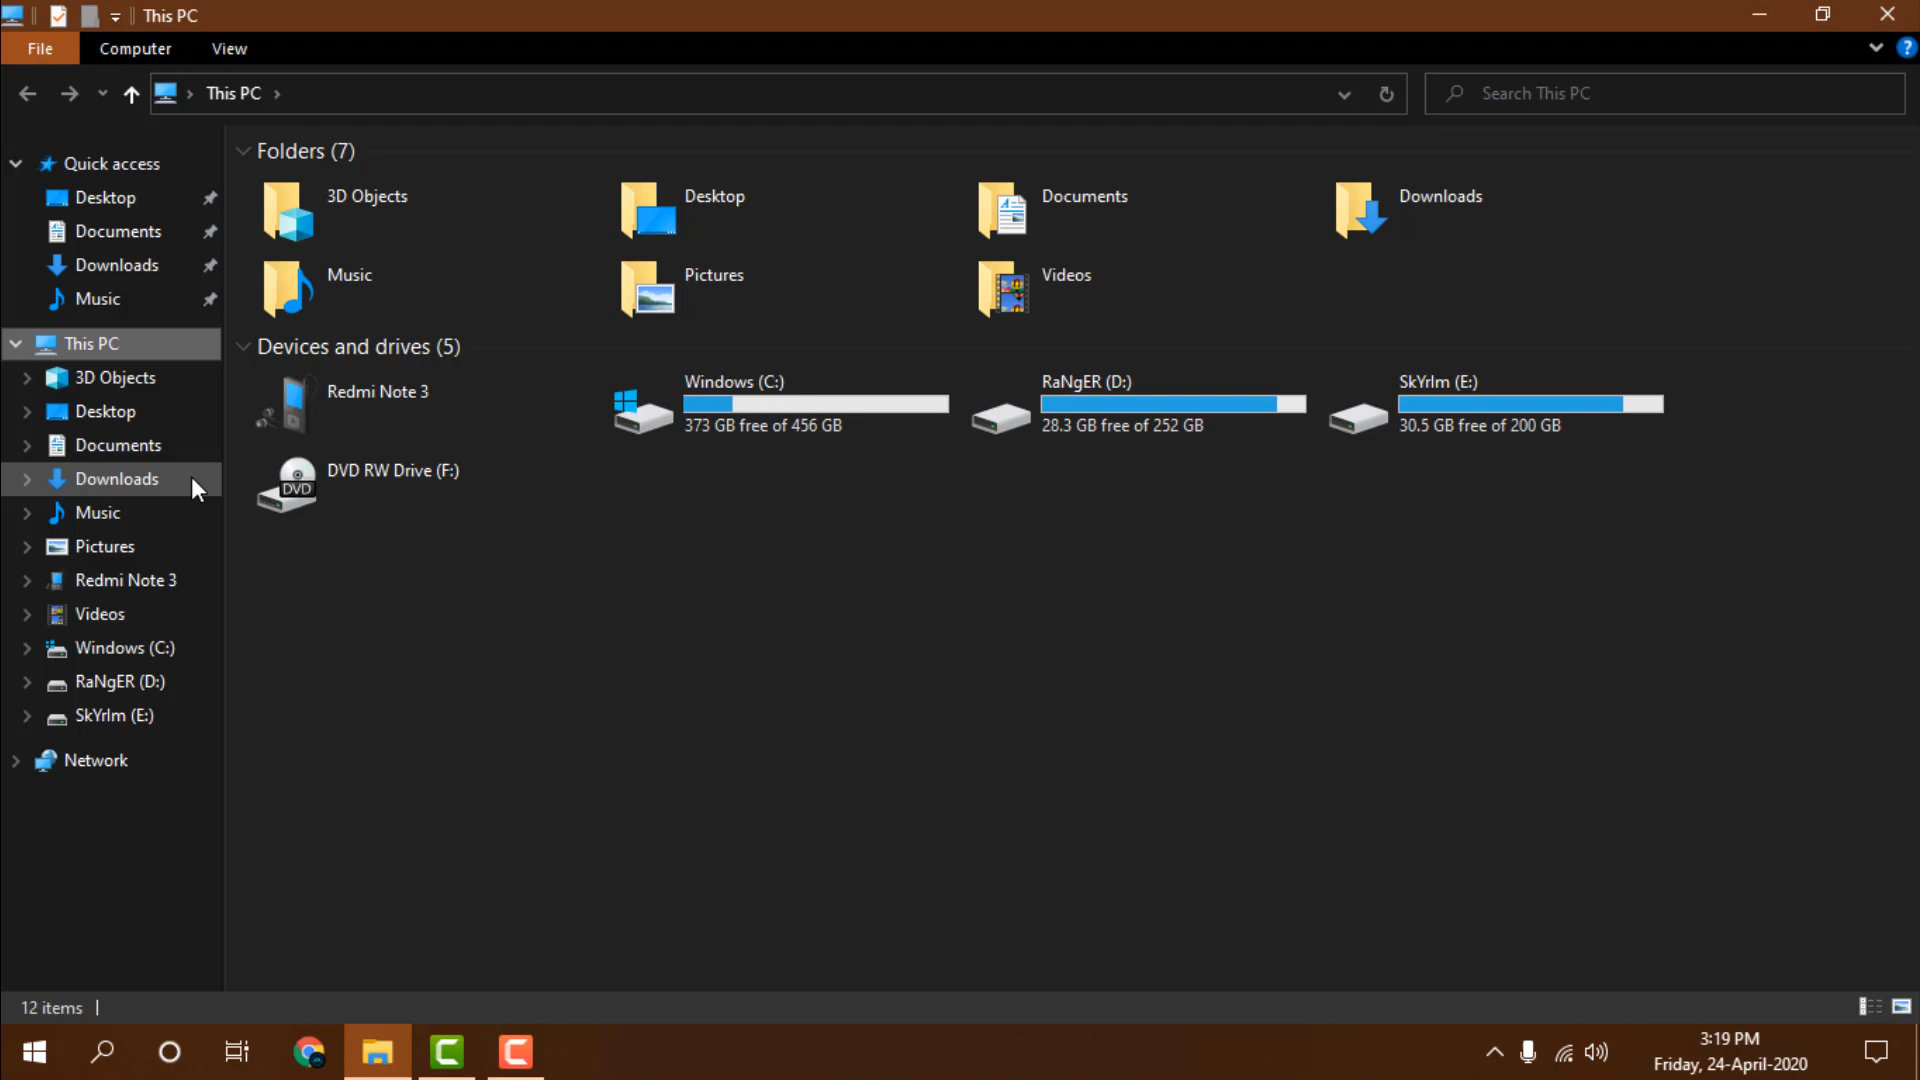 This PC
File Computer View
This PC
Search This PC
Quick access
Desktop
Documents
Downloads
Music
This PC
3D Objects
Desktop
Documents
Downloads
Music
Pictures
Redmi Note 3
Videos
Windows (C:)
RaNgER (D:)
SkYrIm (E:)
Network
Folders (7)
3D Objects
Desktop
Documents
Downloads
Music
Pictures
Videos
Devices and drives (5)
Redmi Note 3
Windows (C:)
373 GB free of 456 GB
RaNgER (D:)
28.3 GB free of 252 GB
SkYrIm (E:)
30.5 GB free of 200 GB
DVD RW Drive (F:)
DVD
12 items
3:19 PM
Friday, 24-April-2020